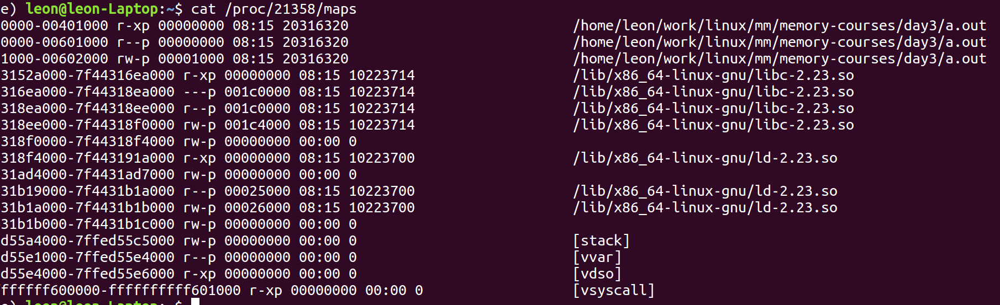 e) leon@leon-Laptop:~$ cat /proc/21358/maps
0000-00401000 r-xp 00000000 08:15 20316320 /home/leon/work/linux/mm/memory-courses/day3/a.out
0000-00601000 r--p 00000000 08:15 20316320 /home/leon/work/linux/mm/memory-courses/day3/a.out
1000-00602000 rw-p 00001000 08:15 20316320 /home/leon/work/linux/mm/memory-courses/day3/a.out
3152a000-7f44316ea000 r-xp 00000000 08:15 10223714 /lib/x86_64-linux-gnu/libc-2.23.so
316ea000-7f44318ea000 ---p 001c0000 08:15 10223714 /lib/x86_64-linux-gnu/libc-2.23.so
318ea000-7f44318ee000 r--p 001c0000 08:15 10223714 /lib/x86_64-linux-gnu/libc-2.23.so
318ee000-7f44318f0000 rw-p 001c4000 08:15 10223714 /lib/x86_64-linux-gnu/libc-2.23.so
318f0000-7f44318f4000 rw-p 00000000 00:00 0
318f4000-7f443191a000 r-xp 00000000 08:15 10223700 /lib/x86_64-linux-gnu/ld-2.23.so
31ad4000-7f4431ad7000 rw-p 00000000 00:00 0
31b19000-7f4431b1a000 r--p 00025000 08:15 10223700 /lib/x86_64-linux-gnu/ld-2.23.so
31b1a000-7f4431b1b000 rw-p 00026000 08:15 10223700 /lib/x86_64-linux-gnu/ld-2.23.so
31b1b000-7f4431b1c000 rw-p 00000000 00:00 0
d55a4000-7ffed55c5000 rw-p 00000000 00:00 0 [stack]
d55e1000-7ffed55e4000 r--p 00000000 00:00 0 [vvar]
d55e4000-7ffed55e6000 r-xp 00000000 00:00 0 [vdso]
ffffff600000-ffffffffff601000 r-xp 00000000 00:00 0 [vsyscall]
e) leon@leon-Laptop:~$